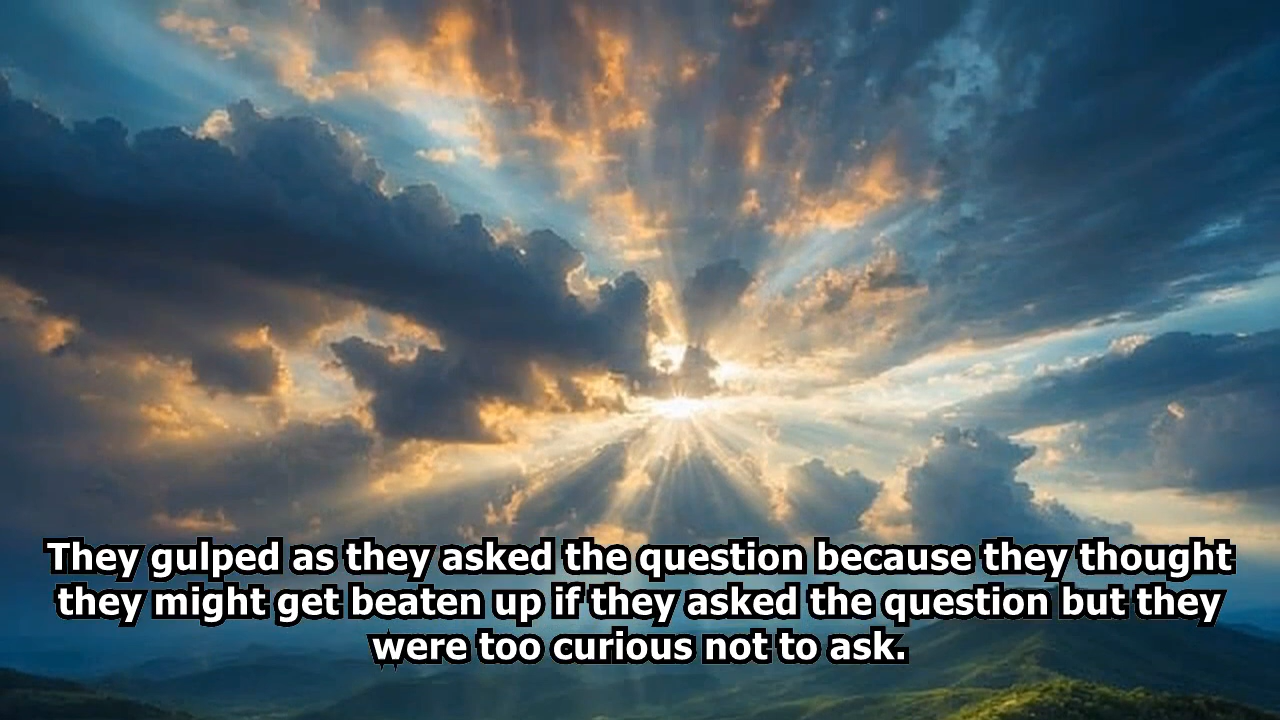 They gulped as they asked the question because they thought
they might get beaten up if they asked the question but they
were too curious not to ask.